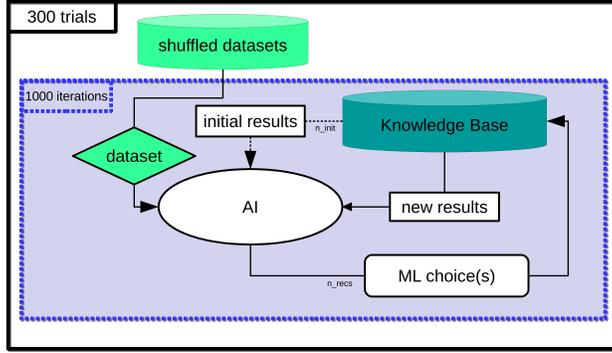 300 trials
shuffled datasets
1000 iterations
initial results
n_init
Knowledge Base
dataset
AI
new results
n_recs
ML choice(s)